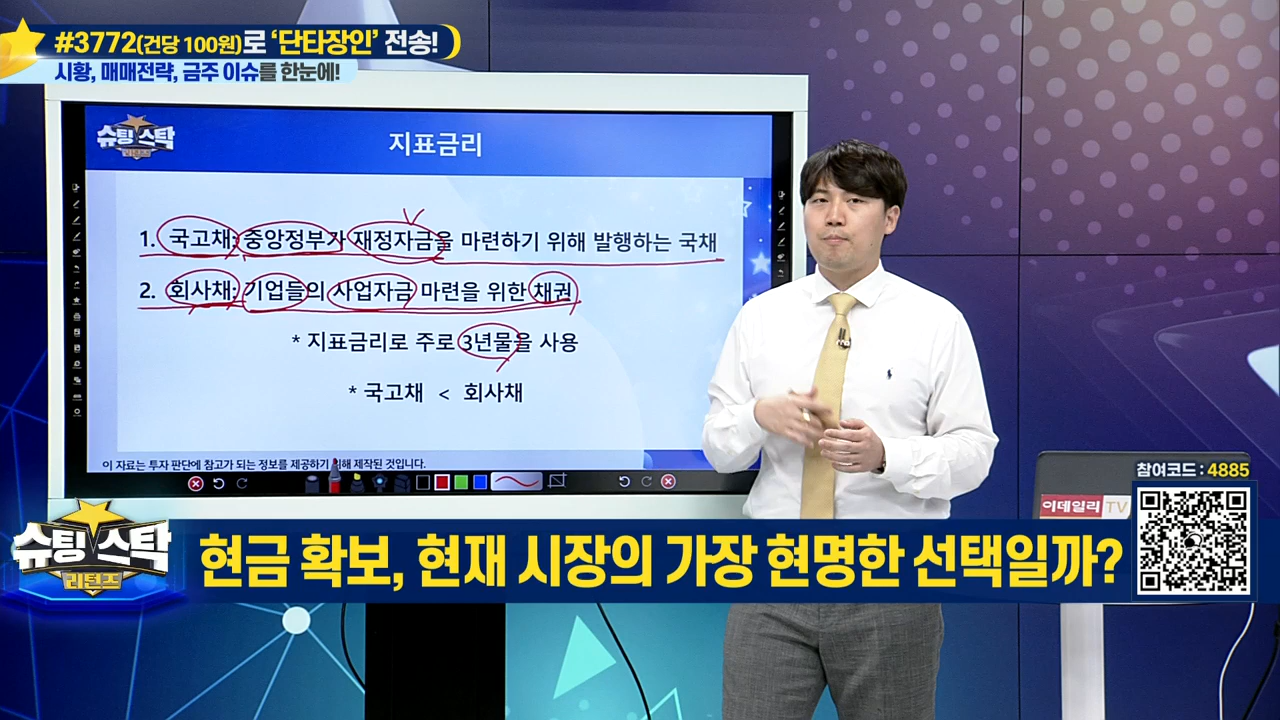 #3772(건당 100원)로 ‘단타장인’ 전송!
시황, 매매전략, 금주 이슈를 한눈에!
슈팅스탁
리턴즈
지표금리
1. 국고채: 중앙정부가 재정자금을 마련하기 위해 발행하는 국채
2. 회사채: 기업들의 사업자금 마련을 위한 채권
* 지표금리로 주로 3년물을 사용
* 국고채 < 회사채
이 자료는 투자 판단에 참고가 되는 정보를 제공하기 위해 제작된 것입니다.
참여코드 : 4885
이데일리 TV
슈팅스탁
리턴즈
현금 확보, 현재 시장의 가장 현명한 선택일까?